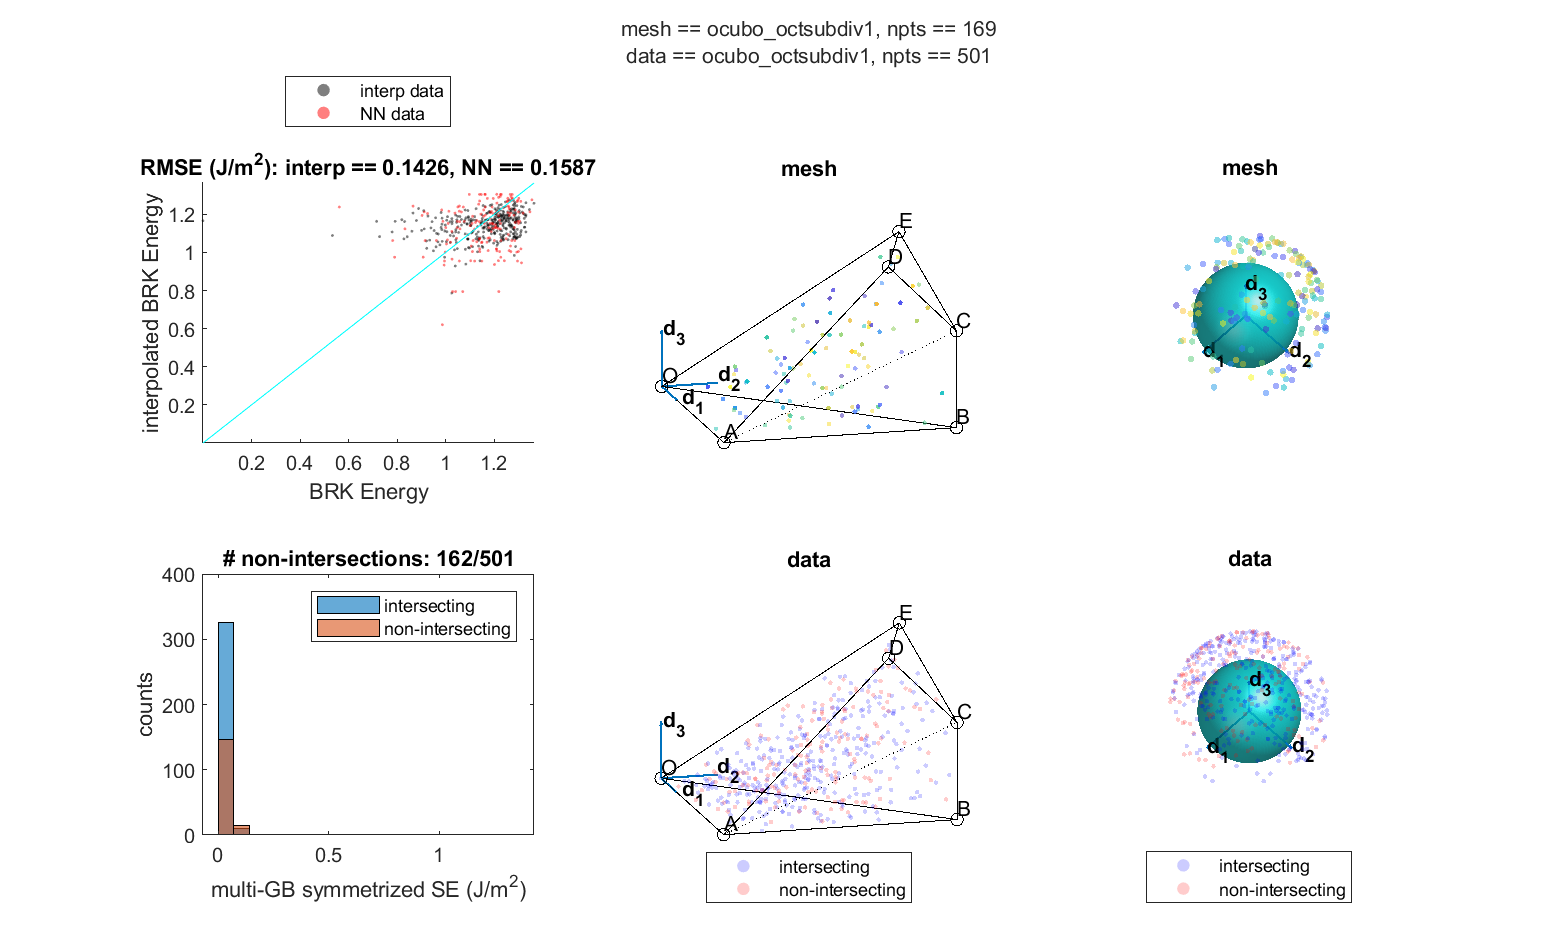 mesh == ocubo_octsubdiv1, npts == 169
data == ocubo_octsubdiv1, npts == 501
interp data
NN data
RMSE (J/m²): interp == 0.1426, NN == 0.1587
interpolated BRK Energy
1.2
1
0.8
0.6
0.4
0.2
0.2 0.4 0.6 0.8 1 1.2
BRK Energy
mesh
E
D
C
d₃
O
d₂
d₁
B
A
mesh
d₃
d₁
d₂
# non-intersections: 162/501
counts
400
300
200
100
0
intersecting
non-intersecting
0 0.5 1
multi-GB symmetrized SE (J/m²)
data
E
D
C
d₃
O
d₂
d₁
B
A
intersecting
non-intersecting
data
d₃
d₁
d₂
intersecting
non-intersecting